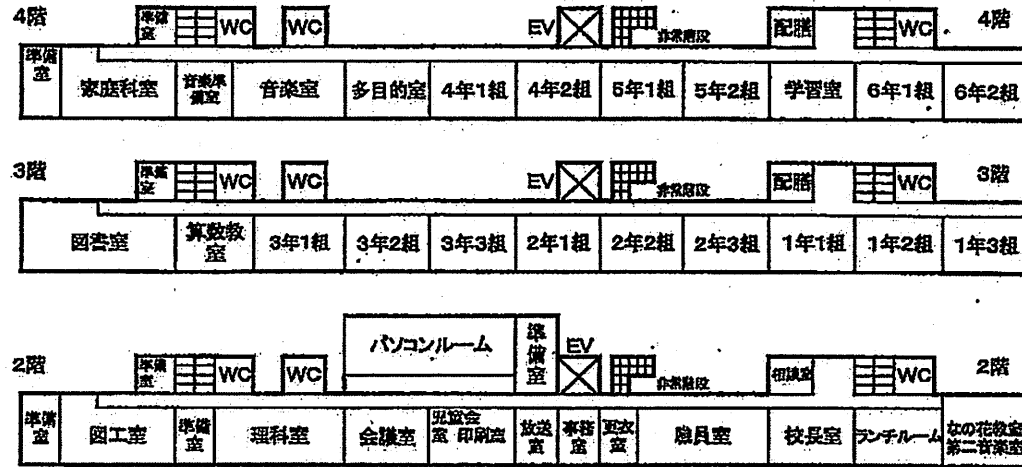 4階 準備室 WC WC EV 非常階段 配膳 WC 4階
準備室 家庭科室 音楽準備室 音楽室 多目的室 4年1組 4年2組 5年1組 5年2組 学習室 6年1組 6年2組
3階 準備室 WC WC EV 非常階段 配膳 WC 3階
図書室 算数教室 3年1組 3年2組 3年3組 2年1組 2年2組 2年3組 1年1組 1年2組 1年3組
パソコンルーム 準備室 EV
2階 準備室 WC WC 非常階段 相談室 WC 2階
準備室 図工室 準備室 理科室 会議室 児童会室 印刷室 放送室 事務室 更衣室 職員室 校長室 ランチルーム なの花教室 第二音楽室